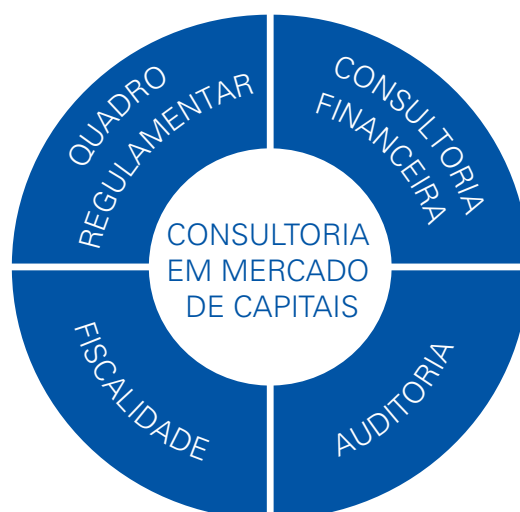 QUADRO
REGULAMENTAR
CONSULTORIA
FINANCEIRA
CONSULTORIA
EM MERCADO
DE CAPITAIS
FISCALIDADE
AUDITORIA